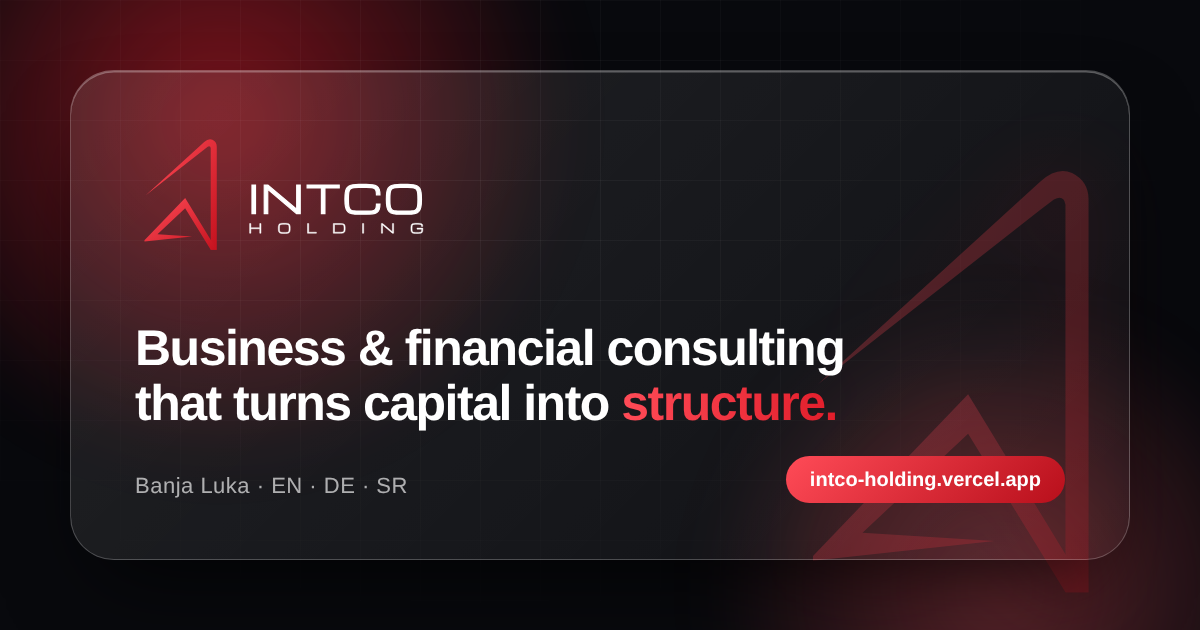 INTCO
HOLDING
Business & financial consulting
that turns capital into structure.
Banja Luka · EN · DE · SR
intco-holding.vercel.app